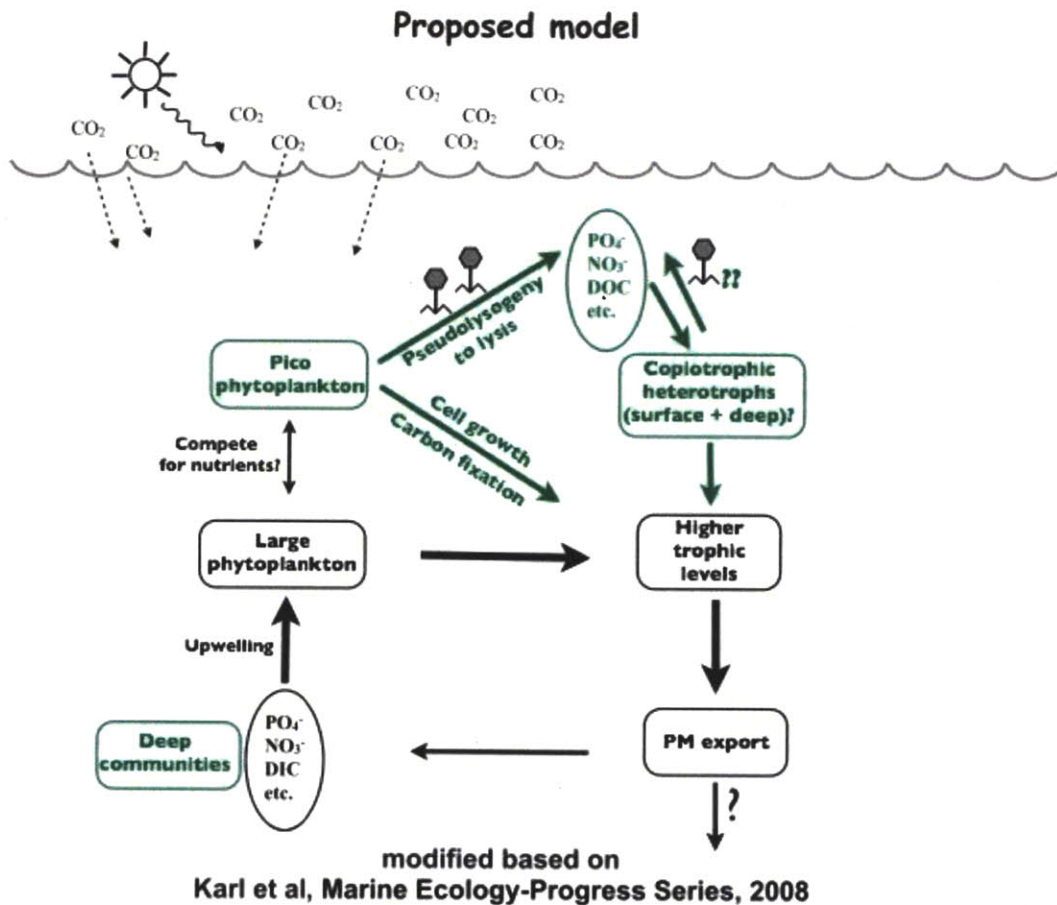 Proposed model
CO₂
CO₂
CO₂
CO₂
CO₂
CO₂
CO₂
CO₂
CO₂
CO₂
CO₂
PO₄⁻
NO₃⁻
DOC
etc.
??
Pseudolysogeny
to lysis
Pico
phytoplankton
Copiotrophic
heterotrophs
(surface + deep)?
Cell growth
Carbon fixation
Compete
for nutrients?
Large
phytoplankton
Higher
trophic
levels
Upwelling
Deep
communities
PO₄⁻
NO₃⁻
DIC
etc.
PM export
?
modified based on
Karl et al, Marine Ecology-Progress Series, 2008